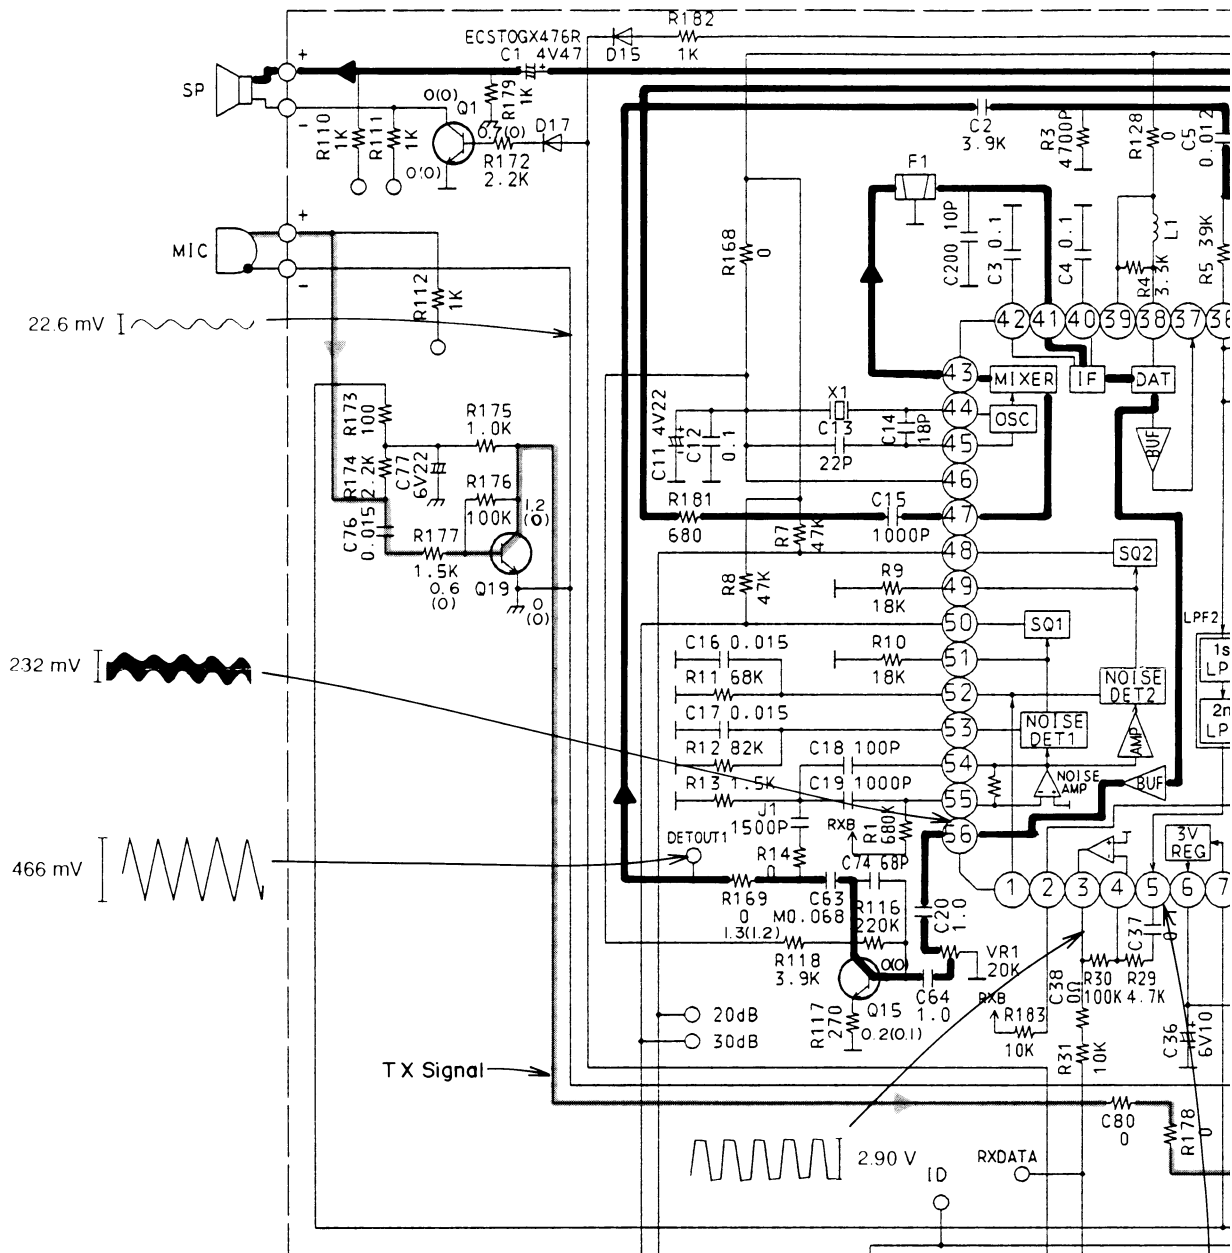 R182
ECSTOGX476R
C1 4V47
D15
1K
+
SP
-
0(0)
Q1
R179
1K
0.7(0)
D17
R172
2.2K
0(0)
R110
1K
R111
1K
C2
3.9K
R3
4700P
R128
0
C5
0.012
F1
C200 10P
C3 0.1
C4 0.1
L1
R4
3.3K
R5 39K
R168
0
+
MIC
-
R112
1K
22.6 mV
42
41
40
39
38
37
36
43
MIXER
IF
DAT
R173
100
R174
2.2K
R175
1.0K
C77
6V22
R176
100K
1.2
(0)
C76
0.015
R177
1.5K
0.6
(0)
Q19
0
(0)
C11 4V22
+
C12
0.1
X1
C13
22P
C14
18P
44
OSC
45
46
BUF
R181
680
C15
1000P
47
R7
47K
48
SQ2
R8
47K
R9
18K
49
50
SQ1
LPF2
R10
18K
51
1s
LP
232 mV
C16 0.015
R11 68K
52
NOISE
DET2
2n
LP
C17 0.015
R12 82K
53
NOISE
DET1
AMP
C18 100P
54
R13 1.5K
C19 1000P
55
NOISE
AMP
BUF
J1
1500P
RXB
R1
680K
56
DETOUT1
466 mV
R14
0
C74 68P
3V
REG
1
2
3
4
5
6
7
R169
0
C63
M0.068
R116
220K
C20
1.0
C37
1.3(1.2)
R118
3.9K
0(0)
VR1
20K
C64
1.0
C38
0Ω
R30
100K
R29
4.7K
Q15
R117
270
0.2(0.1)
RXB
R183
10K
R31
10K
C36
6V10
+
20dB
30dB
TX Signal
C80
0
R178
0
2.90 V
RXDATA
ID